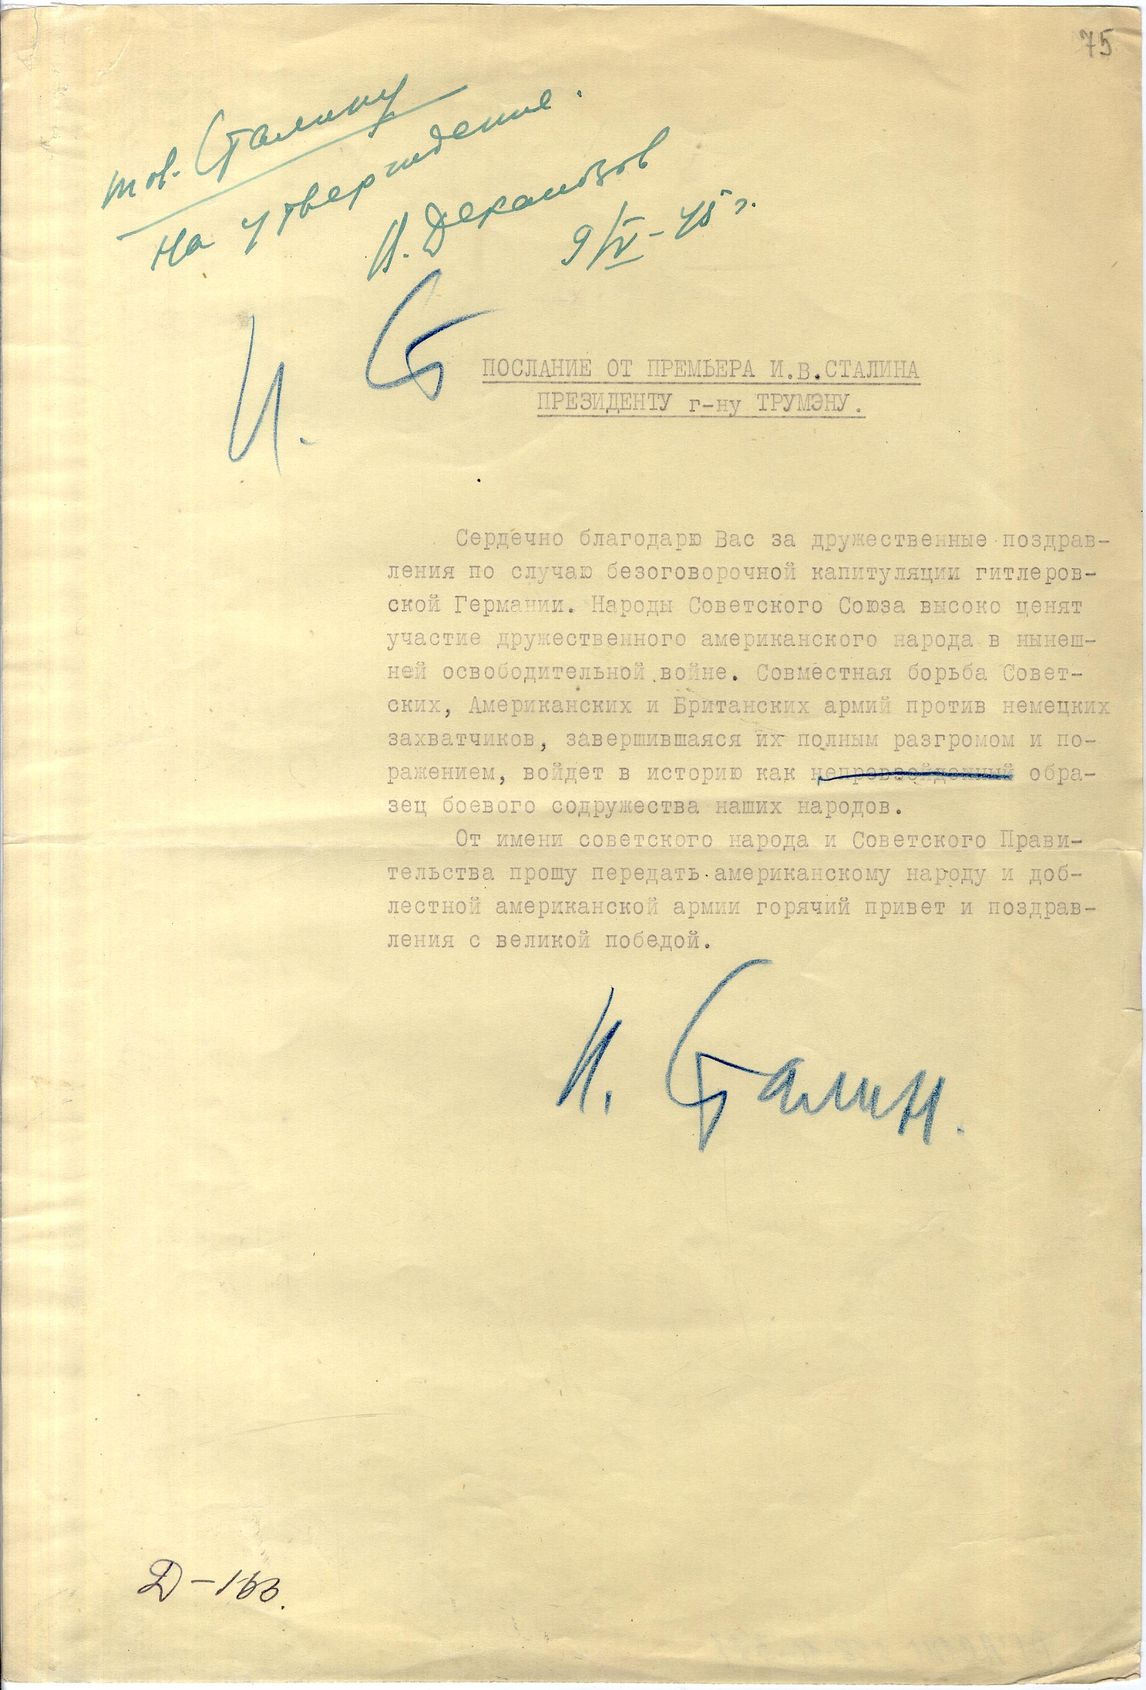 75
тов. Сталину
На утверждение.
В. Деканозов
9/V-45 г.
И. Ст
ПОСЛАНИЕ ОТ ПРЕМЬЕРА И.В.СТАЛИНА
ПРЕЗИДЕНТУ г-ну ТРУМЭНУ.
Сердечно благодарю Вас за дружественные поздрав-
ления по случаю безоговорочной капитуляции гитлеров-
ской Германии. Народы Советского Союза высоко ценят
участие дружественного американского народа в нынеш-
ней освободительной войне. Совместная борьба Совет-
ских, Американских и Британских армий против немецких
захватчиков, завершившаяся их полным разгромом и по-
ражением, войдет в историю как непревзойденный обра-
зец боевого содружества наших народов.
От имени советского народа и Советского Прави-
тельства прошу передать американскому народу и доб-
лестной американской армии горячий привет и поздрав-
ления с великой победой.
И. Сталин.